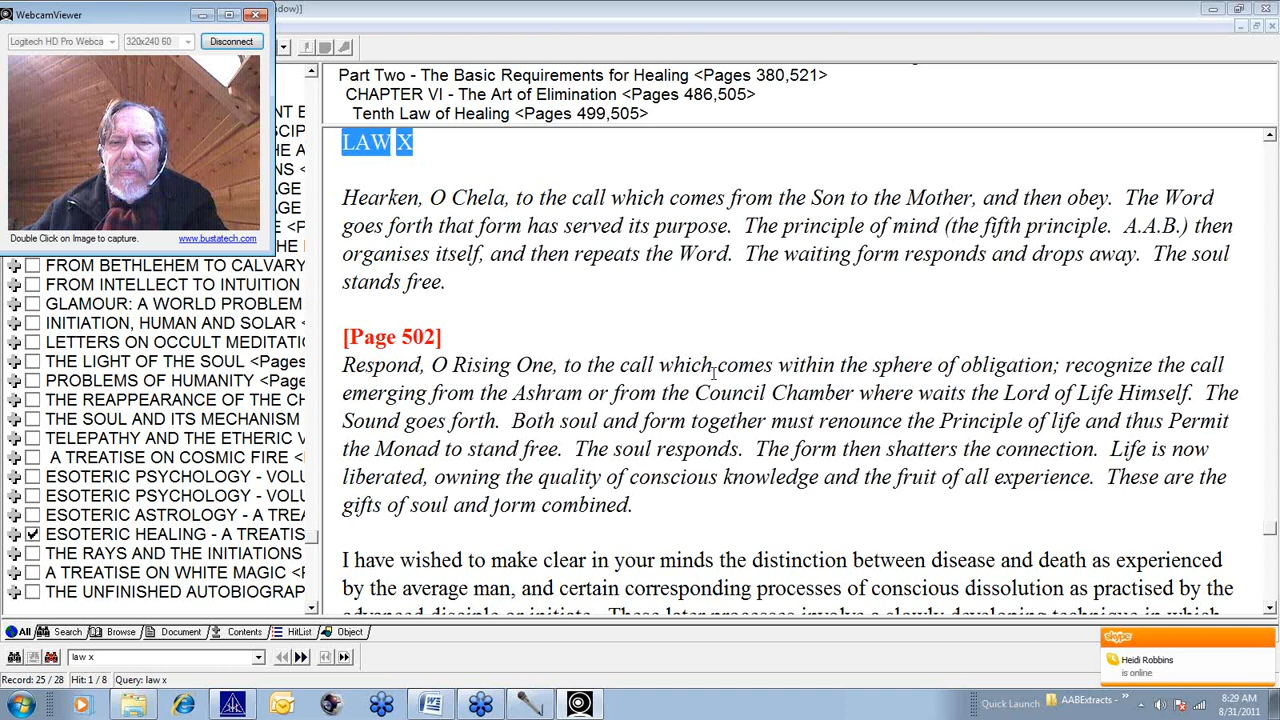 WebcamViewer
dow)]
Logitech HD Pro Webca
320x240 60
Disconnect
Double Click on Image to capture.
www.bustatech.com
FROM BETHLEHEM TO CALVARY
FROM INTELLECT TO INTUITION
GLAMOUR: A WORLD PROBLEM
INITIATION, HUMAN AND SOLAR <
LETTERS ON OCCULT MEDITATI
THE LIGHT OF THE SOUL <Pages
PROBLEMS OF HUMANITY <Page
THE REAPPEARANCE OF THE CH
THE SOUL AND ITS MECHANISM
TELEPATHY AND THE ETHERIC V
A TREATISE ON COSMIC FIRE <P
ESOTERIC PSYCHOLOGY - VOLU
ESOTERIC PSYCHOLOGY - VOLU
ESOTERIC ASTROLOGY - A TREA
ESOTERIC HEALING - A TREATIS
THE RAYS AND THE INITIATIONS
A TREATISE ON WHITE MAGIC <P
THE UNFINISHED AUTOBIOGRAP
Part Two - The Basic Requirements for Healing <Pages 380,521>
CHAPTER VI - The Art of Elimination <Pages 486,505>
Tenth Law of Healing <Pages 499,505>
LAW X
Hearken, O Chela, to the call which comes from the Son to the Mother, and then obey. The Word
goes forth that form has served its purpose. The principle of mind (the fifth principle. A.A.B.) then
organises itself, and then repeats the Word. The waiting form responds and drops away. The soul
stands free.
[Page 502]
Respond, O Rising One, to the call which comes within the sphere of obligation; recognize the call
emerging from the Ashram or from the Council Chamber where waits the Lord of Life Himself. The
Sound goes forth. Both soul and form together must renounce the Principle of life and thus Permit
the Monad to stand free. The soul responds. The form then shatters the connection. Life is now
liberated, owning the quality of conscious knowledge and the fruit of all experience. These are the
gifts of soul and form combined.
I have wished to make clear in your minds the distinction between disease and death as experienced
by the average man, and certain corresponding processes of conscious dissolution as practised by the
advanced disciple or initiate. These later processes involve a slowly developing technique in which
All Search Browse Document Contents HitList Object
law x
Record: 25 / 28 Hit: 1 / 8 Query: law x
skype
Heidi Robbins
is online
Quick Launch
AABExtracts -
8:29 AM
8/31/2011